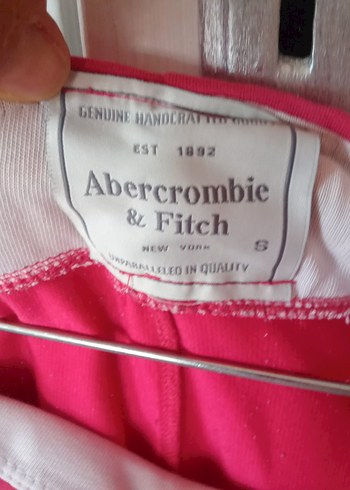 GENUINE HANDCRAFTED
EST 1892
Abercrombie
& Fitch
NEW YORK S
UNPARALLELED IN QUALITY